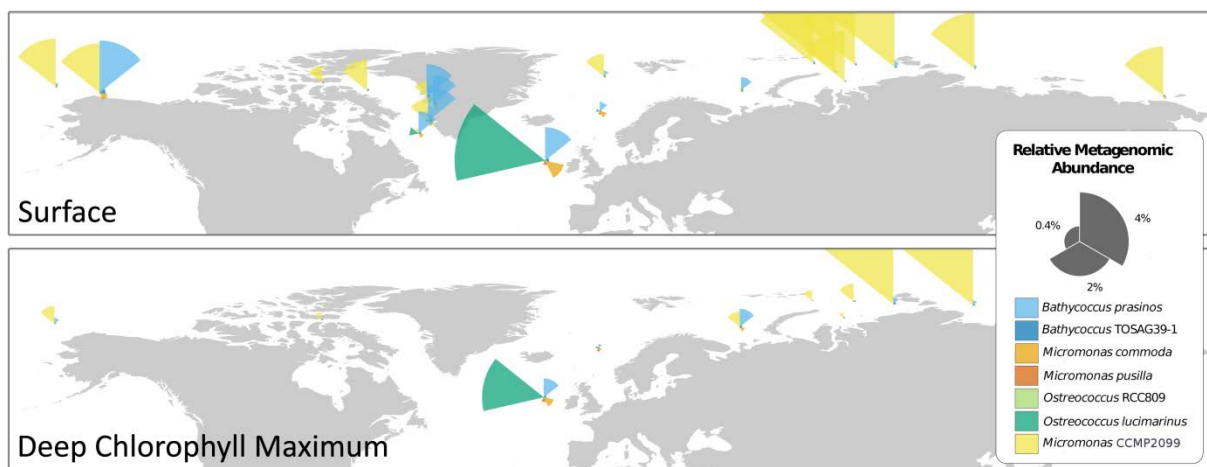 Surface
Relative Metagenomic
Abundance
0.4%
4%
2%
Bathycoccus prasinos
Bathycoccus TOSAG39-1
Micromonas commoda
Micromonas pusilla
Ostreococcus RCC809
Ostreococcus lucimarinus
Micromonas CCMP2099
Deep Chlorophyll Maximum